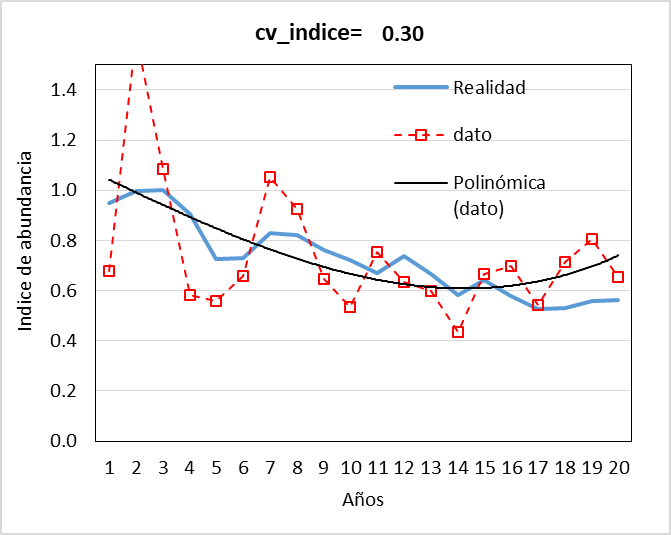 cv_indice= 0.30
Indice de abundancia
1.4
1.2
1.0
0.8
0.6
0.4
0.2
0.0
Realidad
dato
Polinómica
(dato)
1 2 3 4 5 6 7 8 9 10 11 12 13 14 15 16 17 18 19 20
Años